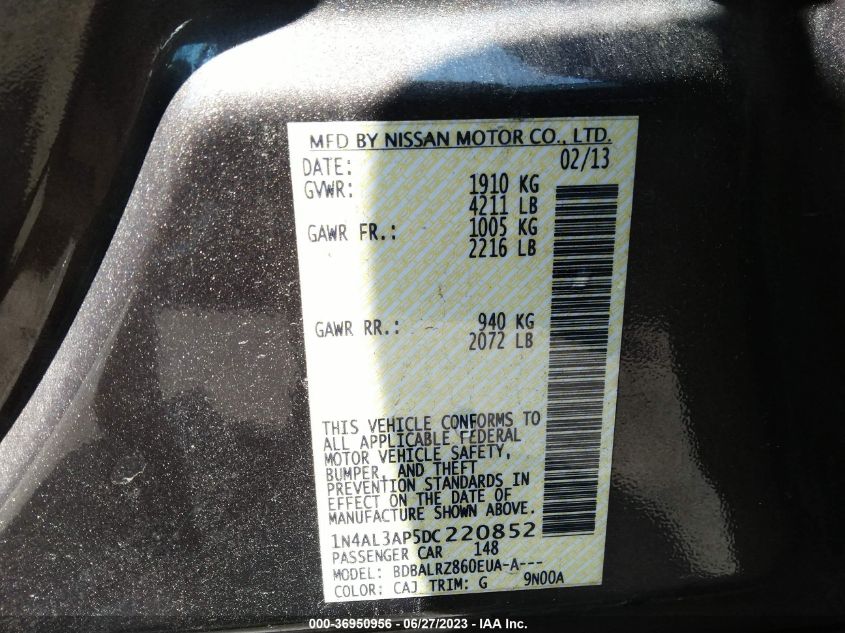 MFD BY NISSAN MOTOR CO., LTD.
DATE: 02/13
GVWR: 1910 KG
4211 LB
GAWR FR.: 1005 KG
2216 LB
GAWR RR.: 940 KG
2072 LB
THIS VEHICLE CONFORMS TO
ALL APPLICABLE FEDERAL
MOTOR VEHICLE SAFETY,
BUMPER, AND THEFT
PREVENTION STANDARDS IN
EFFECT ON THE DATE OF
MANUFACTURE SHOWN ABOVE.
1N4AL3AP5DC220852
PASSENGER CAR 148
MODEL: BDBALRZ860EUA-A---
COLOR: CAJ TRIM: G 9N00A
000-36950956 - 06/27/2023 - IAA Inc.